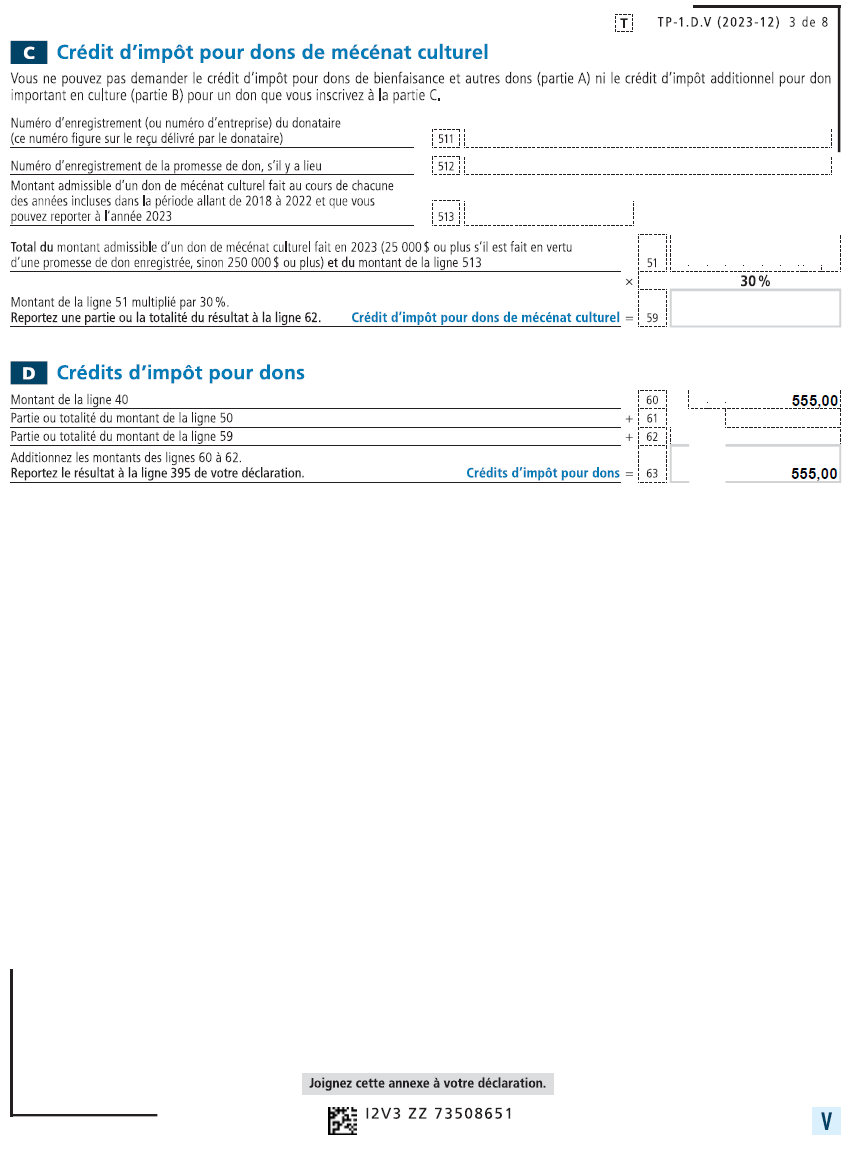 T TP-1.D.V (2023-12) 3 de 8
C Crédit d’impôt pour dons de mécénat culturel
Vous ne pouvez pas demander le crédit d’impôt pour dons de bienfaisance et autres dons (partie A) ni le crédit d’impôt additionnel pour don
important en culture (partie B) pour un don que vous inscrivez à la partie C.
Numéro d’enregistrement (ou numéro d’entreprise) du donataire
(ce numéro figure sur le reçu délivré par le donataire) 511
Numéro d’enregistrement de la promesse de don, s’il y a lieu 512
Montant admissible d’un don de mécénat culturel fait au cours de chacune
des années incluses dans la période allant de 2018 à 2022 et que vous
pouvez reporter à l’année 2023 513
Total du montant admissible d’un don de mécénat culturel fait en 2023 (25 000 $ ou plus s’il est fait en vertu
d’une promesse de don enregistrée, sinon 250 000 $ ou plus) et du montant de la ligne 513 51
× 30 %
Montant de la ligne 51 multiplié par 30 %.
Reportez une partie ou la totalité du résultat à la ligne 62. Crédit d’impôt pour dons de mécénat culturel = 59
D Crédits d’impôt pour dons
Montant de la ligne 40 60 555,00
Partie ou totalité du montant de la ligne 50 + 61
Partie ou totalité du montant de la ligne 59 + 62
Additionnez les montants des lignes 60 à 62.
Reportez le résultat à la ligne 395 de votre déclaration. Crédits d’impôt pour dons = 63 555,00
Joignez cette annexe à votre déclaration.
I2V3 ZZ 73508651
V